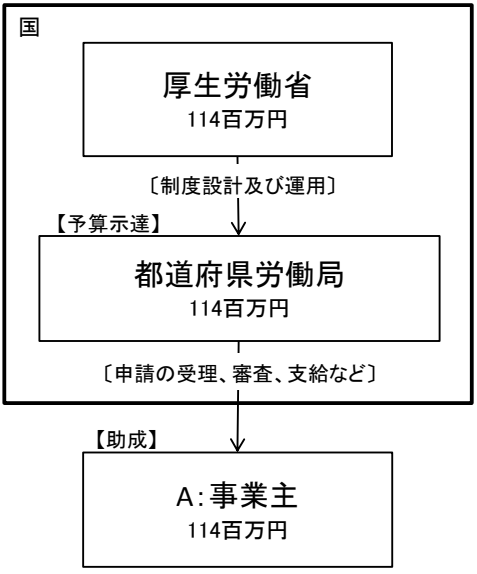 国
厚生労働省
114百万円
〔制度設計及び運用〕
【予算示達】
都道府県労働局
114百万円
〔申請の受理、審査、支給など〕
【助成】
A:事業主
114百万円